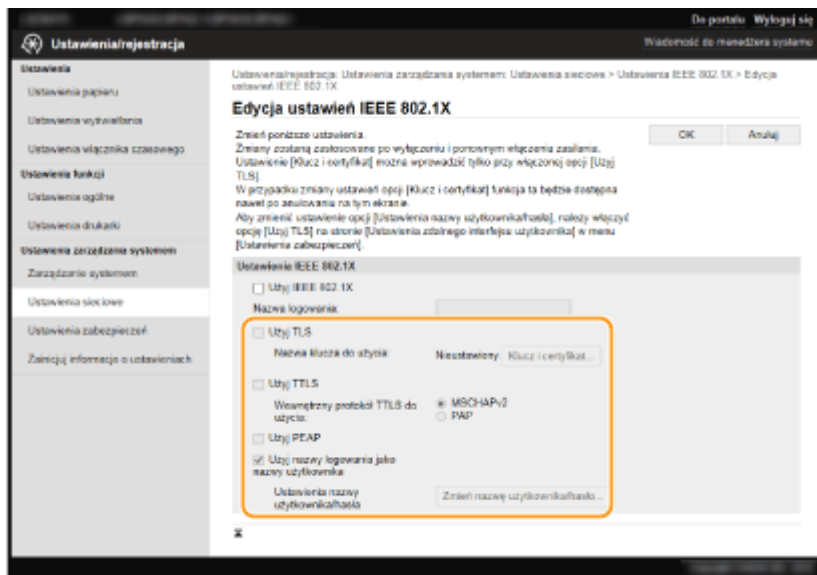 Do portalu Wyloguj się
Ustawienia/rejestracja
Wiadomość do menedżera systemu
Ustawienia
Ustawienia papieru
Ustawienia wyświetlania
Ustawienia włącznika czasowego
Ustawienia funkcji
Ustawienia ogólne
Ustawienia drukarki
Ustawienia zarządzania systemem
Zarządzanie systemem
Ustawienia sieciowe
Ustawienia zabezpieczeń
Zainicjuj informacje o ustawieniach
Ustawienia/rejestracja: Ustawienia zarządzania systemem: Ustawienia sieciowe > Ustawienia IEEE 802.1X > Edycja
ustawień IEEE 802.1X
Edycja ustawień IEEE 802.1X
OK Anuluj
Zmień poniższe ustawienia.
Zmiany zostaną zastosowane po wyłączeniu i ponownym włączeniu zasilania.
Ustawienie [Klucz i certyfikat] można wprowadzić tylko przy włączonej opcji [Użyj
TLS].
W przypadku zmiany ustawień opcji [Klucz i certyfikat] funkcja ta będzie dostępna
nawet po anulowaniu na tym ekranie.
Aby zmienić ustawienie opcji [Ustawienia nazwy użytkownika/hasła], należy włączyć
opcję [Użyj TLS] na stronie [Ustawienia zdalnego interfejsu użytkownika] w menu
[Ustawienia zabezpieczeń].
Ustawienia IEEE 802.1X
Użyj IEEE 802.1X
Nazwa logowania:
Użyj TLS
Nazwa klucza do użycia: Nieustawiony Klucz i certyfikat...
Użyj TTLS
Wewnętrzny protokół TTLS do
użycia:
MSCHAPv2
PAP
Użyj PEAP
Użyj nazwy logowania jako
nazwy użytkownika
Ustawienia nazwy
użytkownika/hasła
Zmień nazwę użytkownika/hasło...